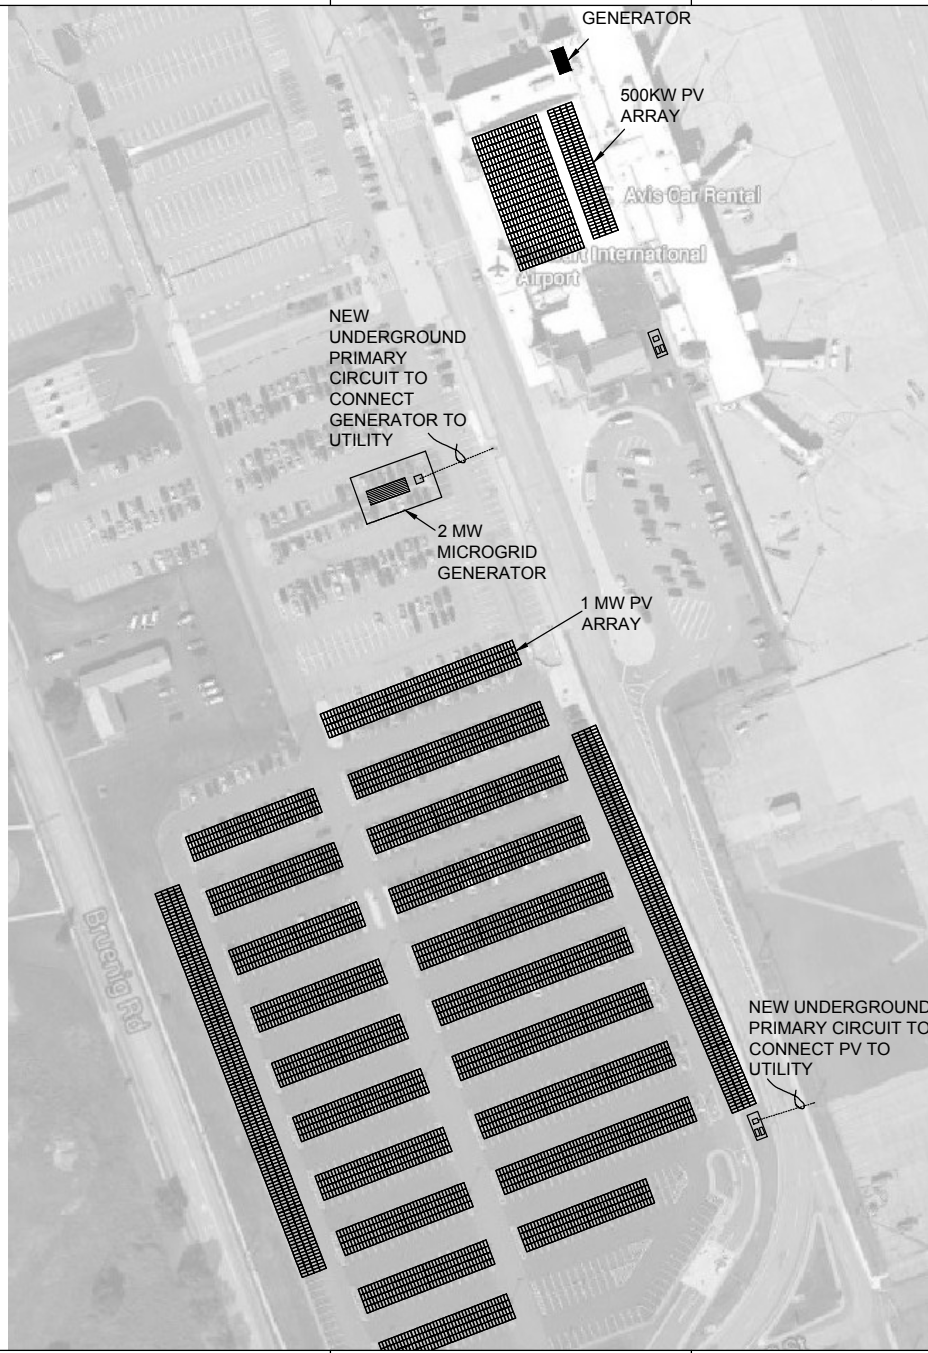 GENERATOR
500KW PV
ARRAY
Avis Car Rental
International
Airport
NEW
UNDERGROUND
PRIMARY
CIRCUIT TO
CONNECT
GENERATOR TO
UTILITY
2 MW
MICROGRID
GENERATOR
1 MW PV
ARRAY
Bruenig Rd
NEW UNDERGROUND
PRIMARY CIRCUIT TO
CONNECT PV TO
UTILITY